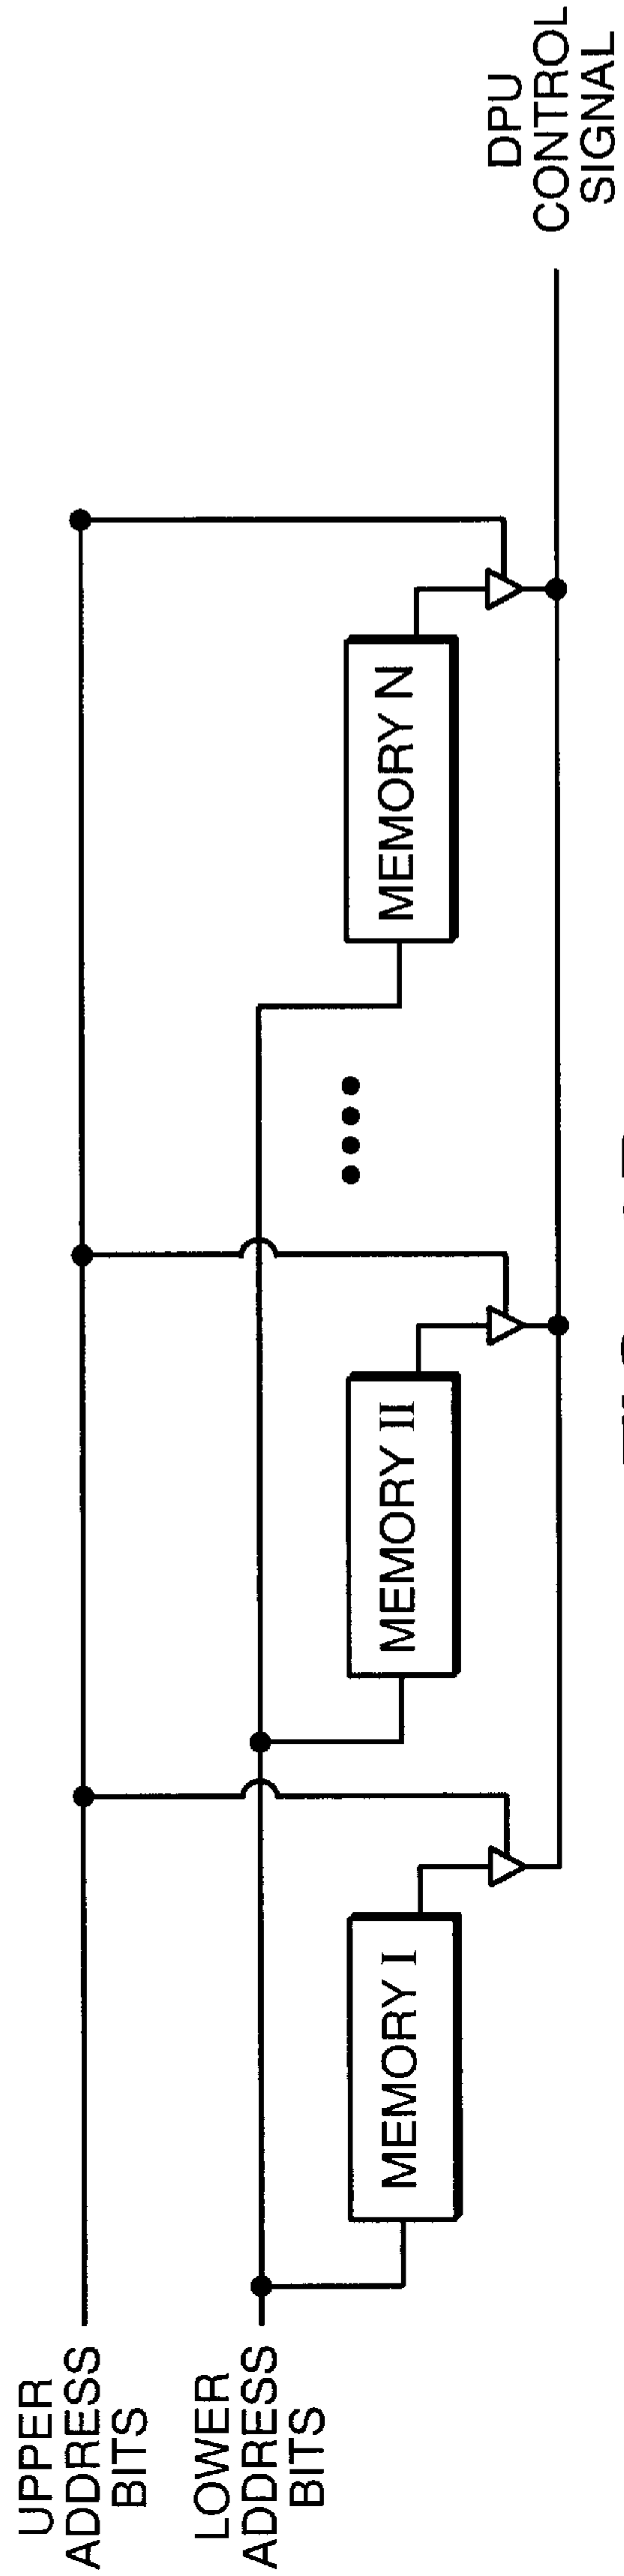 UPPER
ADDRESS
BITS
LOWER
ADDRESS
BITS
MEMORY I
MEMORY II
MEMORY N
DPU
CONTROL
SIGNAL